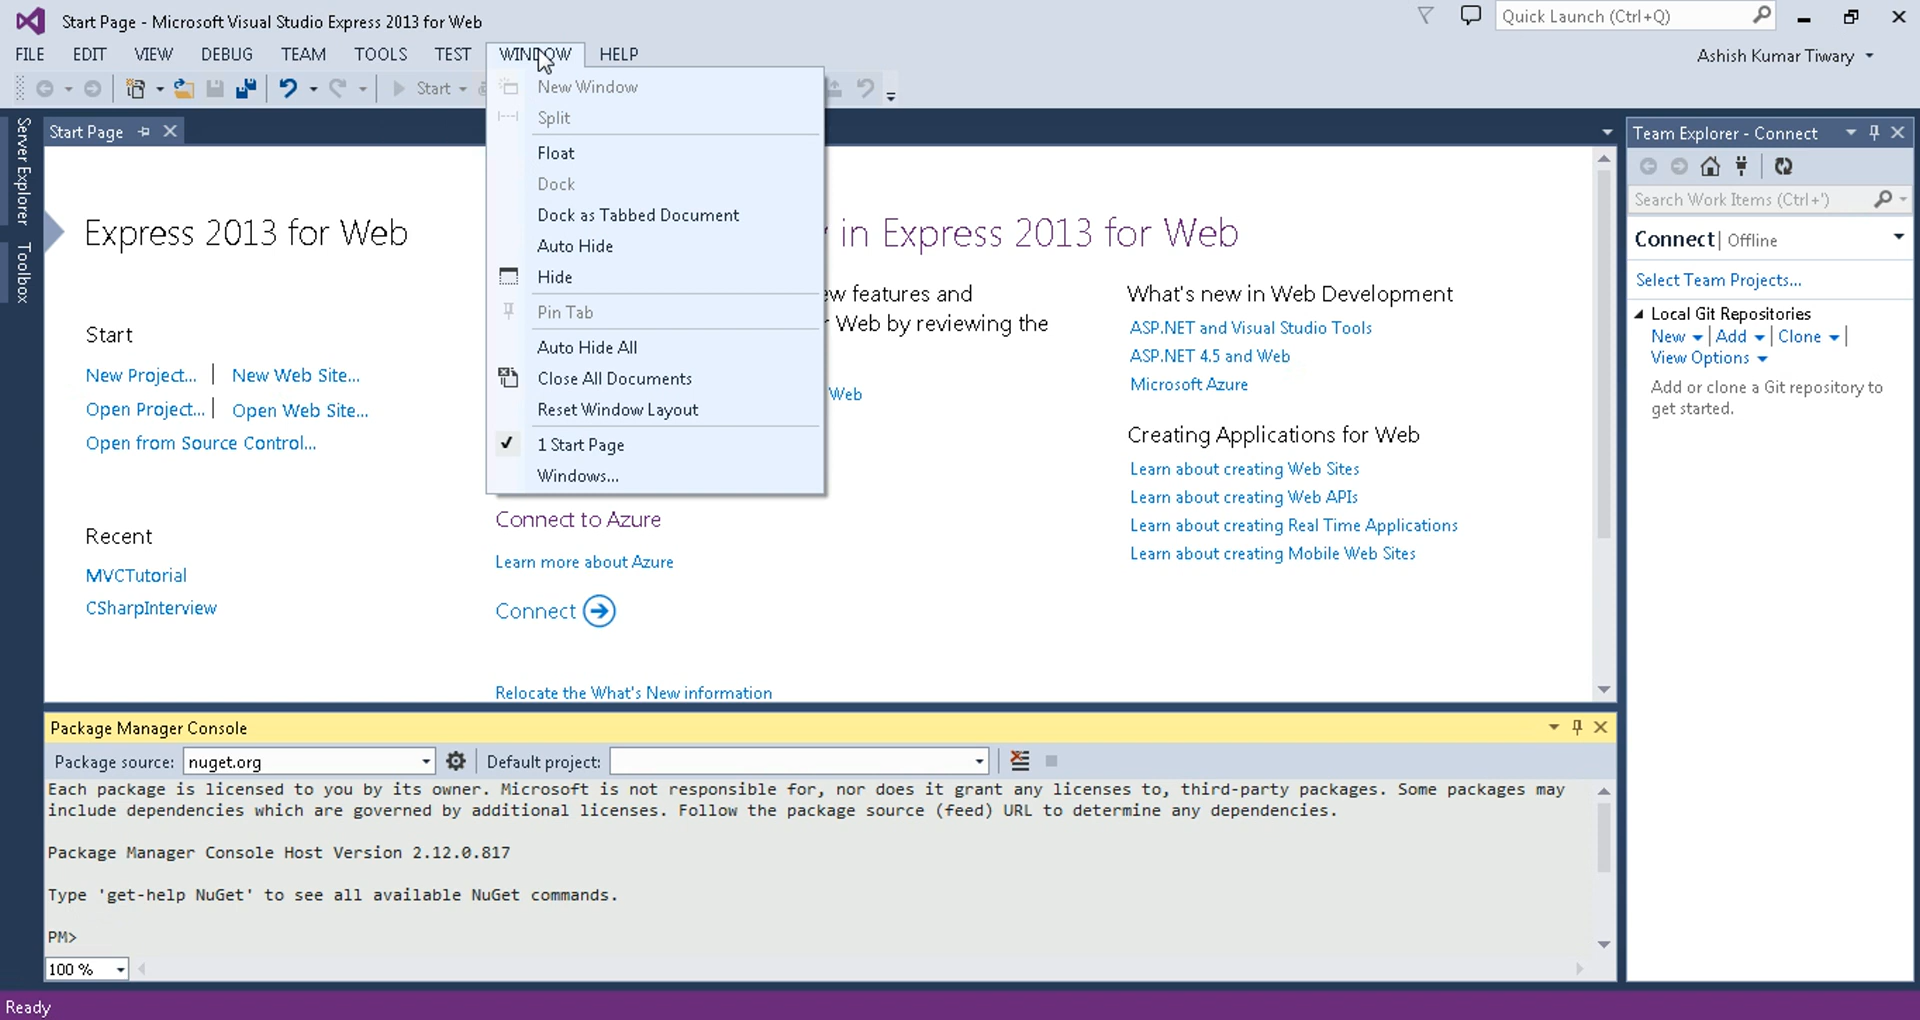 Start Page - Microsoft Visual Studio Express 2013 for Web
Quick Launch (Ctrl+Q)
FILE EDIT VIEW DEBUG TEAM TOOLS TEST WINDOW HELP
Ashish Kumar Tiwary
Start
New Window
Split
Float
Dock
Dock as Tabbed Document
Auto Hide
Hide
Pin Tab
Auto Hide All
Close All Documents
Reset Window Layout
1 Start Page
Windows...
Server Explorer
Toolbox
Start Page
Express 2013 for Web
Start
New Project... | New Web Site...
Open Project... | Open Web Site...
Open from Source Control...
Recent
MVCTutorial
CSharpInterview
in Express 2013 for Web
ew features and
Web by reviewing the
Web
Connect to Azure
Learn more about Azure
Connect
Relocate the What's New information
What's new in Web Development
ASP.NET and Visual Studio Tools
ASP.NET 4.5 and Web
Microsoft Azure
Creating Applications for Web
Learn about creating Web Sites
Learn about creating Web APIs
Learn about creating Real Time Applications
Learn about creating Mobile Web Sites
Team Explorer - Connect
Search Work Items (Ctrl+')
Connect | Offline
Select Team Projects...
Local Git Repositories
New | Add | Clone |
View Options
Add or clone a Git repository to
get started.
Package Manager Console
Package source: nuget.org Default project:
Each package is licensed to you by its owner. Microsoft is not responsible for, nor does it grant any licenses to, third-party packages. Some packages may
include dependencies which are governed by additional licenses. Follow the package source (feed) URL to determine any dependencies.
Package Manager Console Host Version 2.12.0.817
Type 'get-help NuGet' to see all available NuGet commands.
PM>
100 %
Ready